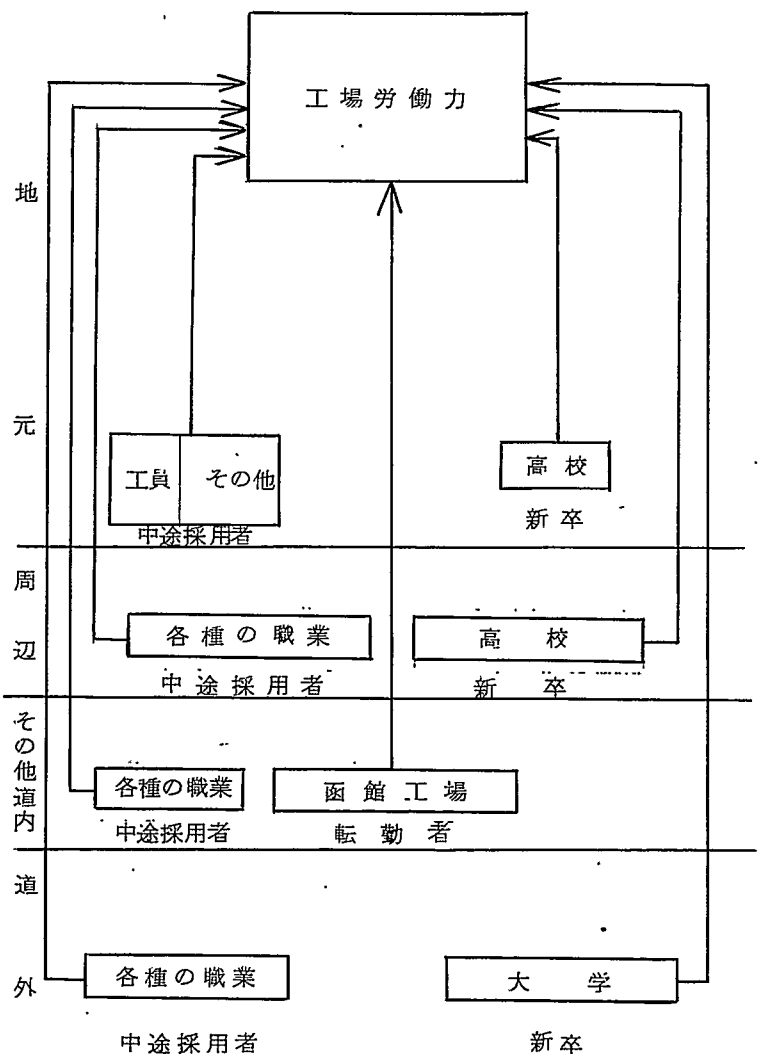 工場労働力
地元
工員 その他
中途採用者
高校
新卒
周辺
各種の職業
中途採用者
高校
新卒
その他道内
各種の職業
中途採用者
函館工場
転勤者
道外
各種の職業
中途採用者
大学
新卒